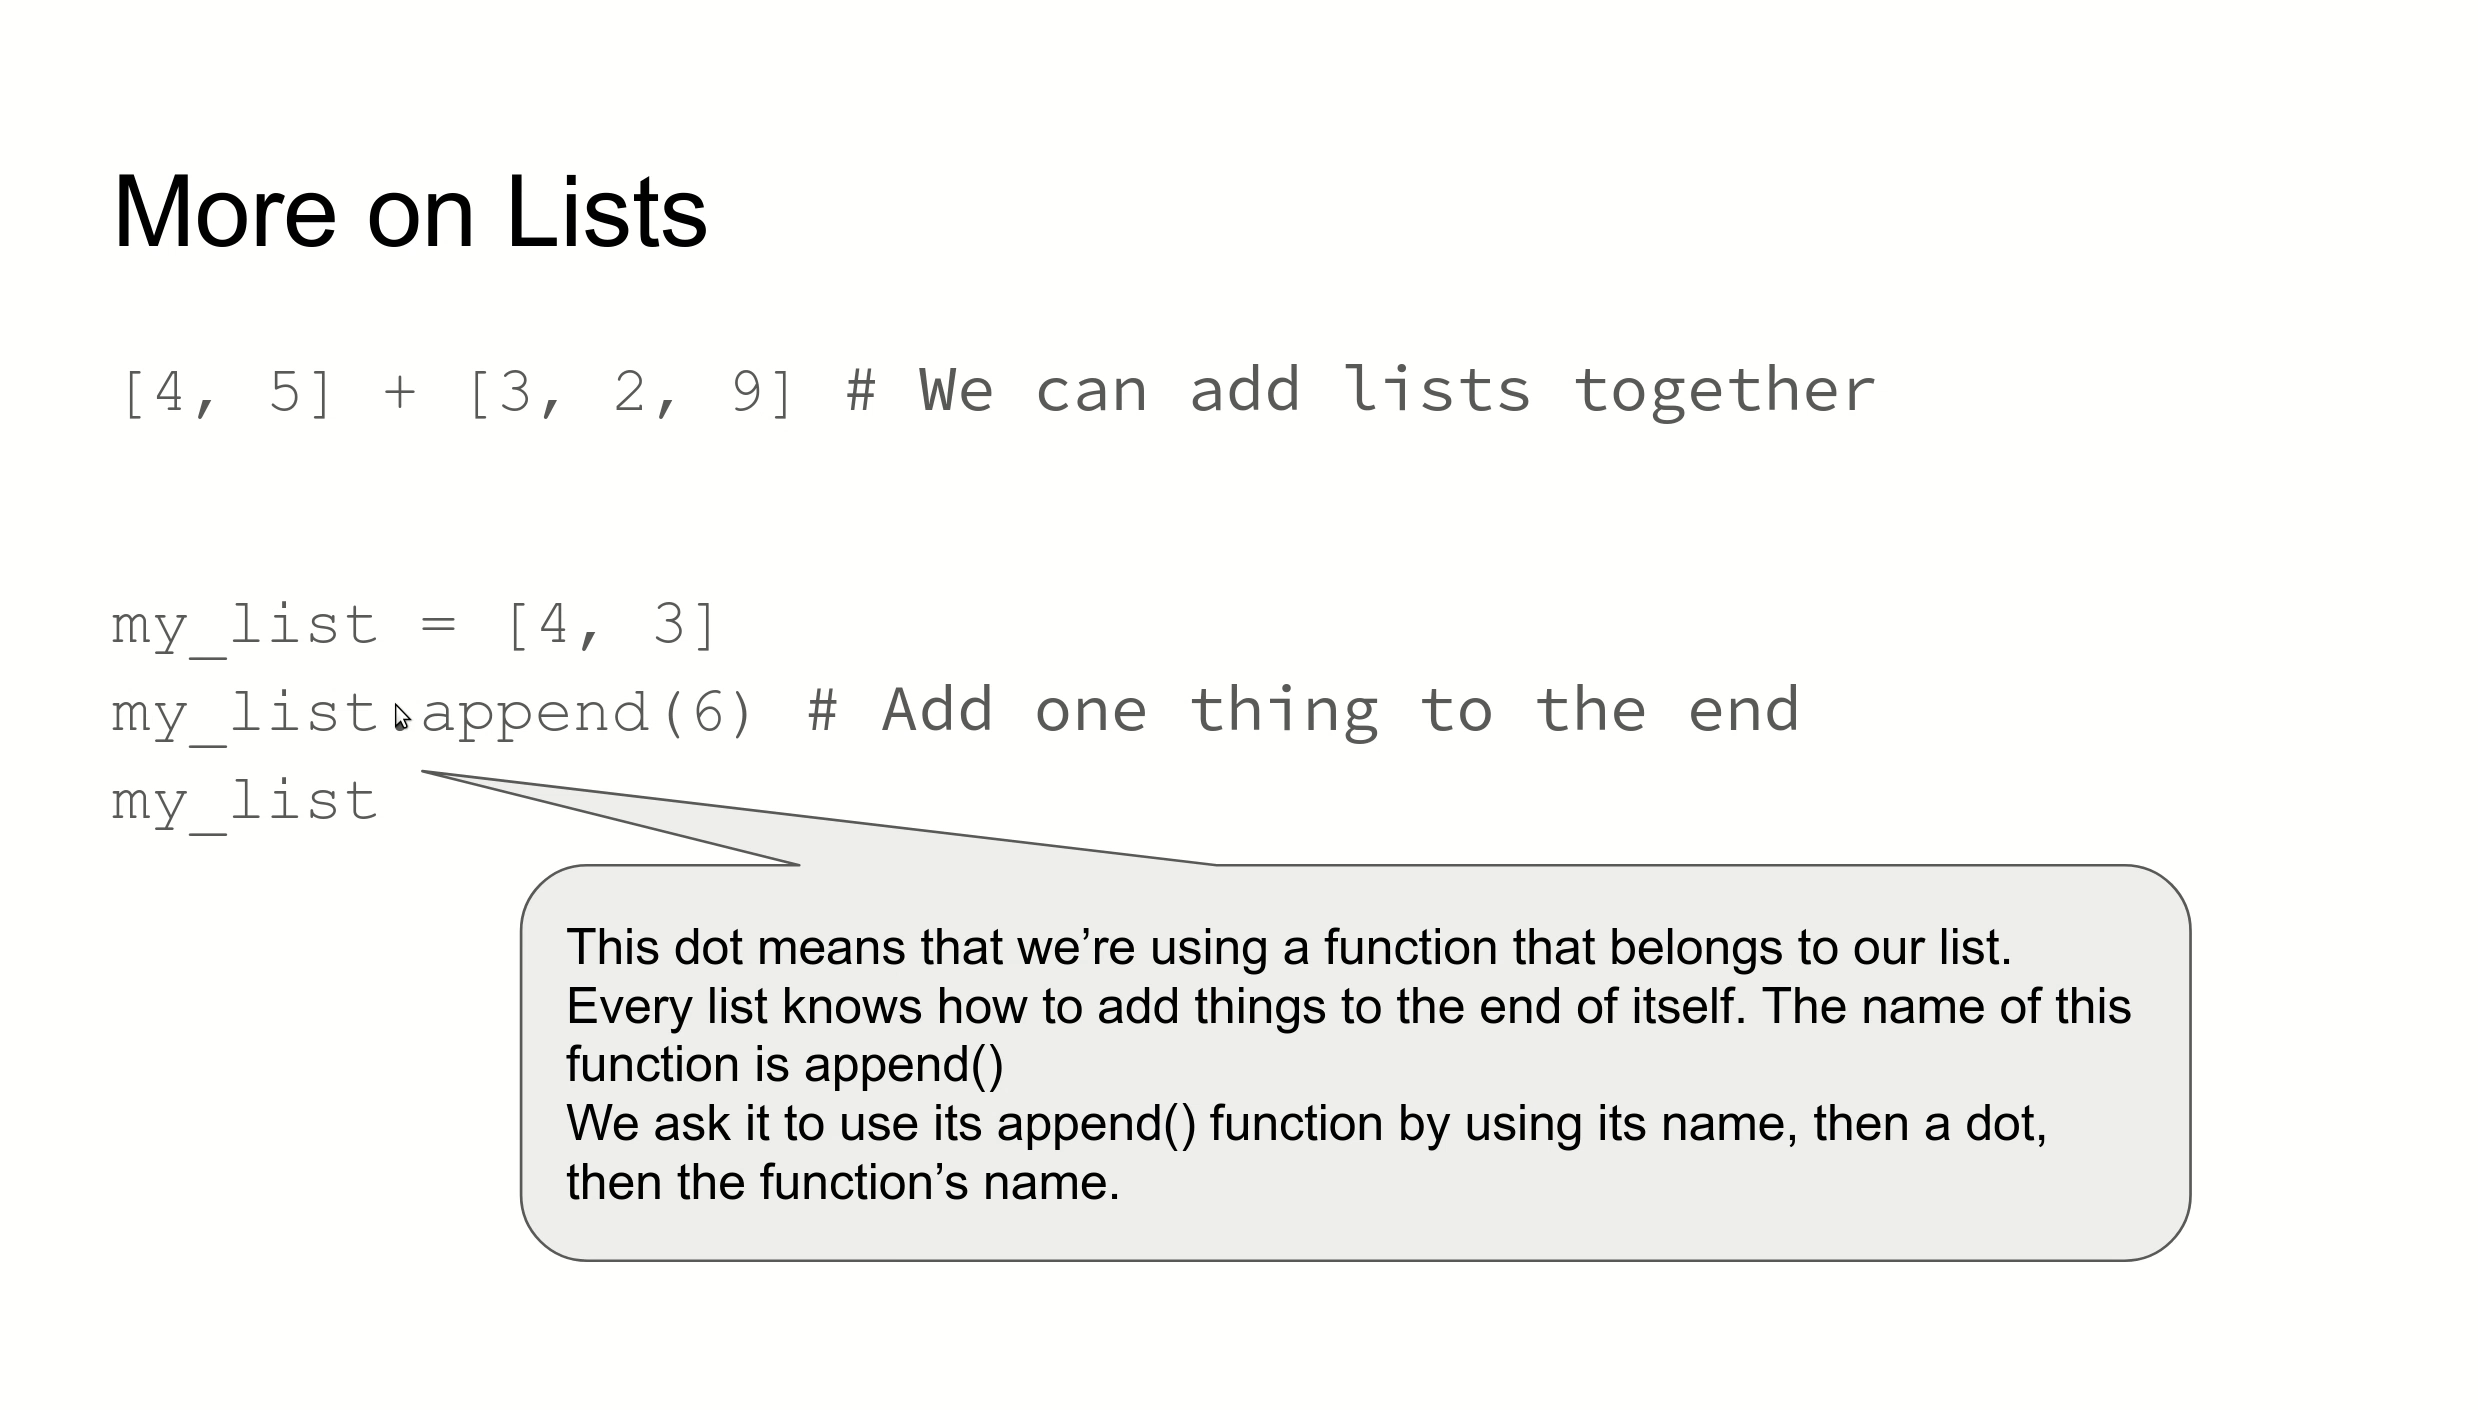 More on Lists
[4, 5] + [3, 2, 9] # We can add lists together
my_list = [4, 3]
my_list.append(6) # Add one thing to the end
my_list
This dot means that we’re using a function that belongs to our list.
Every list knows how to add things to the end of itself. The name of this
function is append()
We ask it to use its append() function by using its name, then a dot,
then the function’s name.